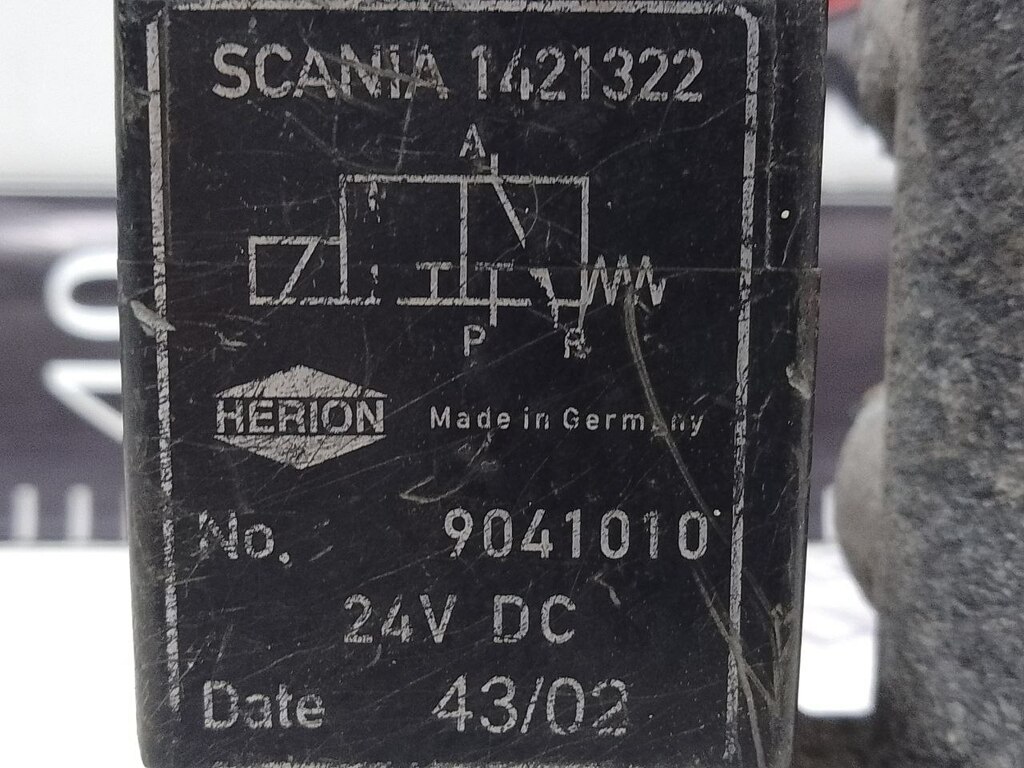 SCANIA 1421322
A
P R
HERION Made in Germany
No. 9041010
24V DC
Date 43/02